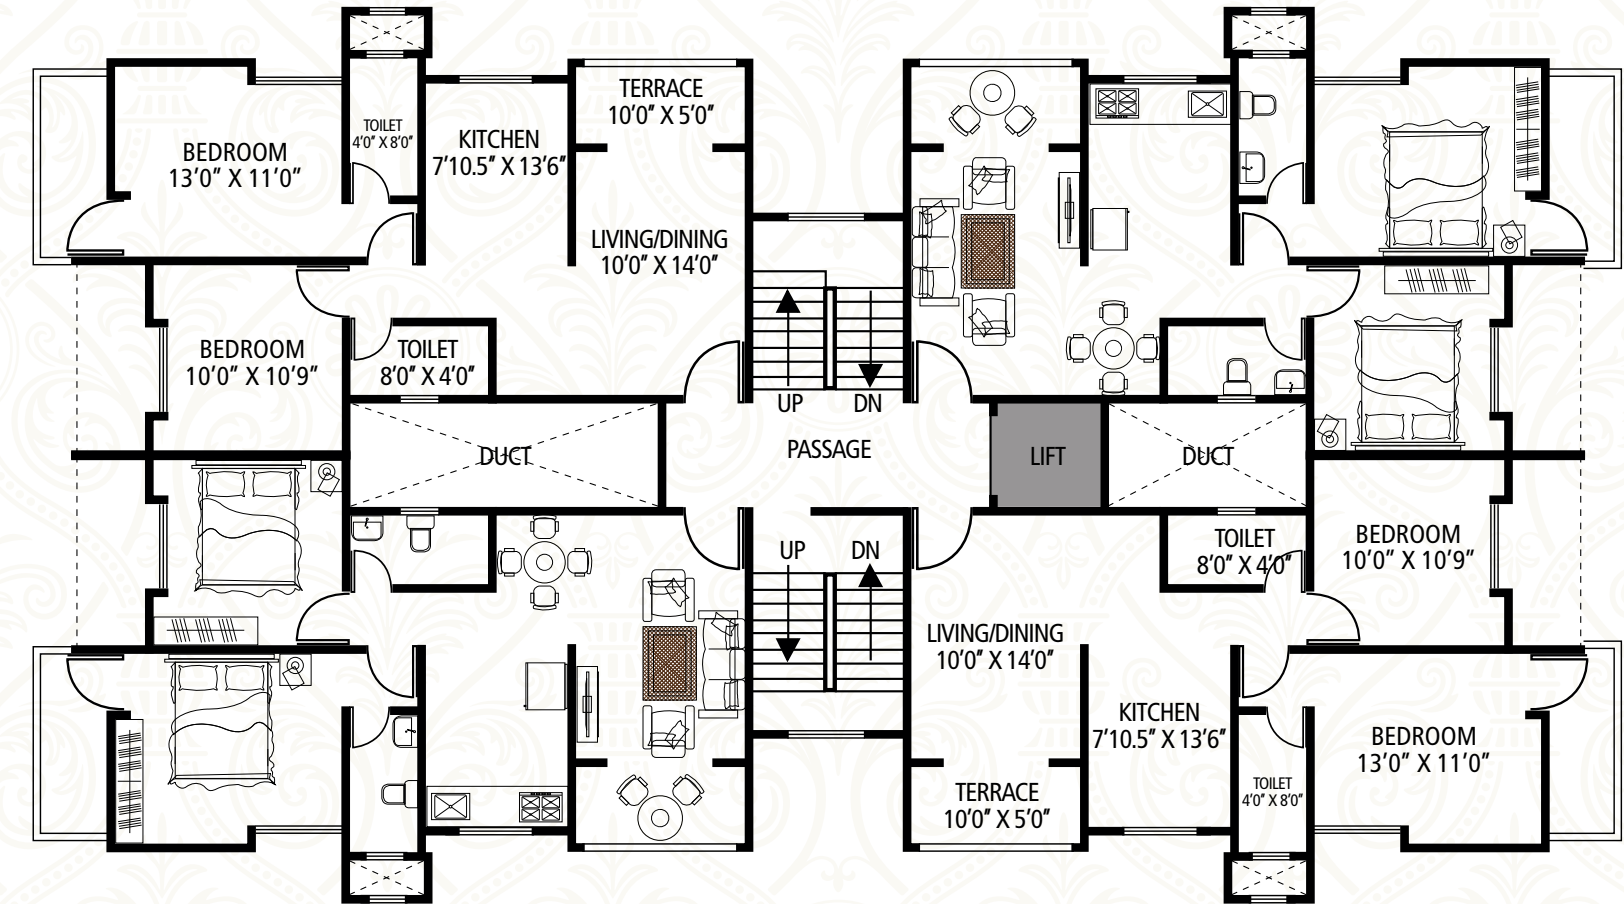 TERRACE
10'0" X 5'0"
TOILET
4'0" X 8'0"
KITCHEN
7'10.5" X 13'6"
BEDROOM
13'0" X 11'0"
LIVING/DINING
10'0" X 14'0"
BEDROOM
10'0" X 10'9"
TOILET
8'0" X 4'0"
UP
DN
PASSAGE
DUCT
LIFT
DUCT
UP
DN
TOILET
8'0" X 4'0"
BEDROOM
10'0" X 10'9"
LIVING/DINING
10'0" X 14'0"
KITCHEN
7'10.5" X 13'6"
BEDROOM
13'0" X 11'0"
TERRACE
10'0" X 5'0"
TOILET
4'0" X 8'0"